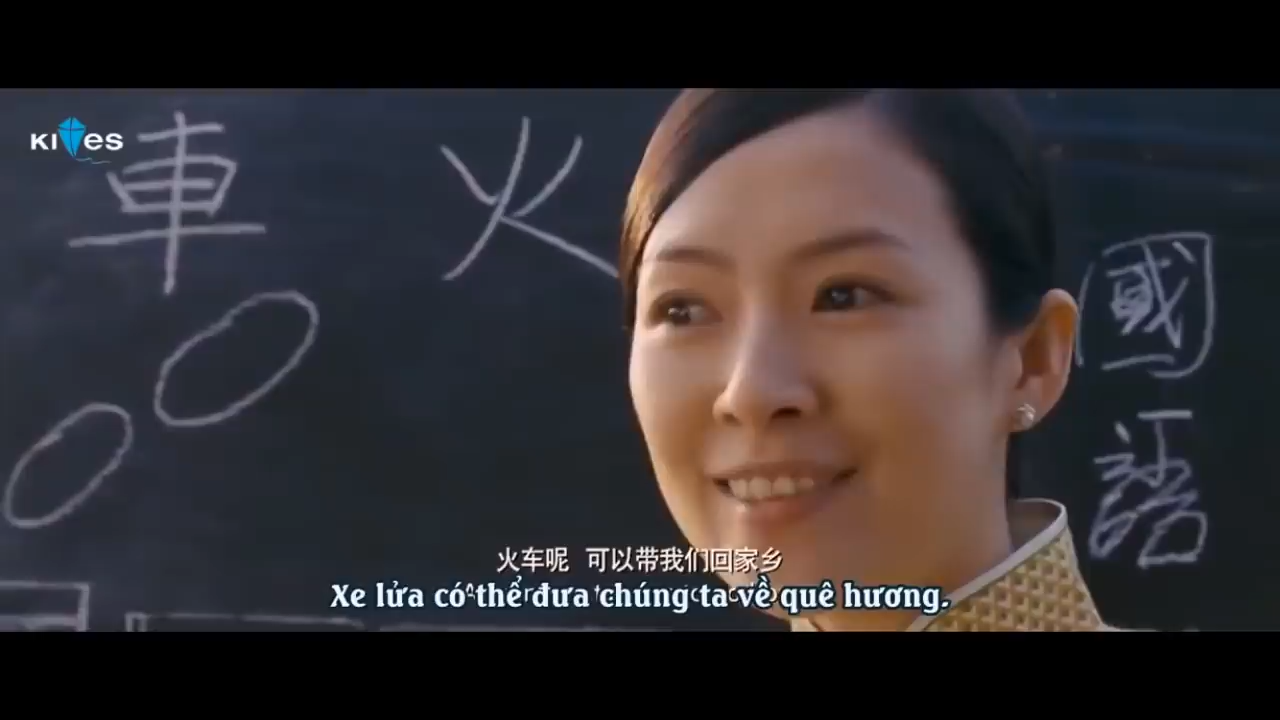 KITES
車 火
國
語
火车呢 可以带我们回家乡
Xe lửa có thể đưa chúng ta về quê hương.